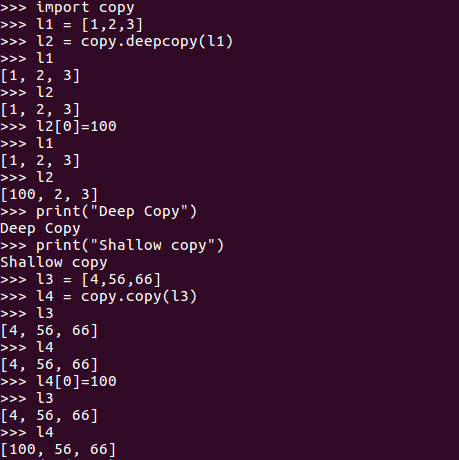 >>> import copy
>>> l1 = [1,2,3]
>>> l2 = copy.deepcopy(l1)
>>> l1
[1, 2, 3]
>>> l2
[1, 2, 3]
>>> l2[0]=100
>>> l1
[1, 2, 3]
>>> l2
[100, 2, 3]
>>> print("Deep Copy")
Deep Copy
>>> print("Shallow copy")
Shallow copy
>>> l3 = [4,56,66]
>>> l4 = copy.copy(l3)
>>> l3
[4, 56, 66]
>>> l4
[4, 56, 66]
>>> l4[0]=100
>>> l3
[4, 56, 66]
>>> l4
[100, 56, 66]